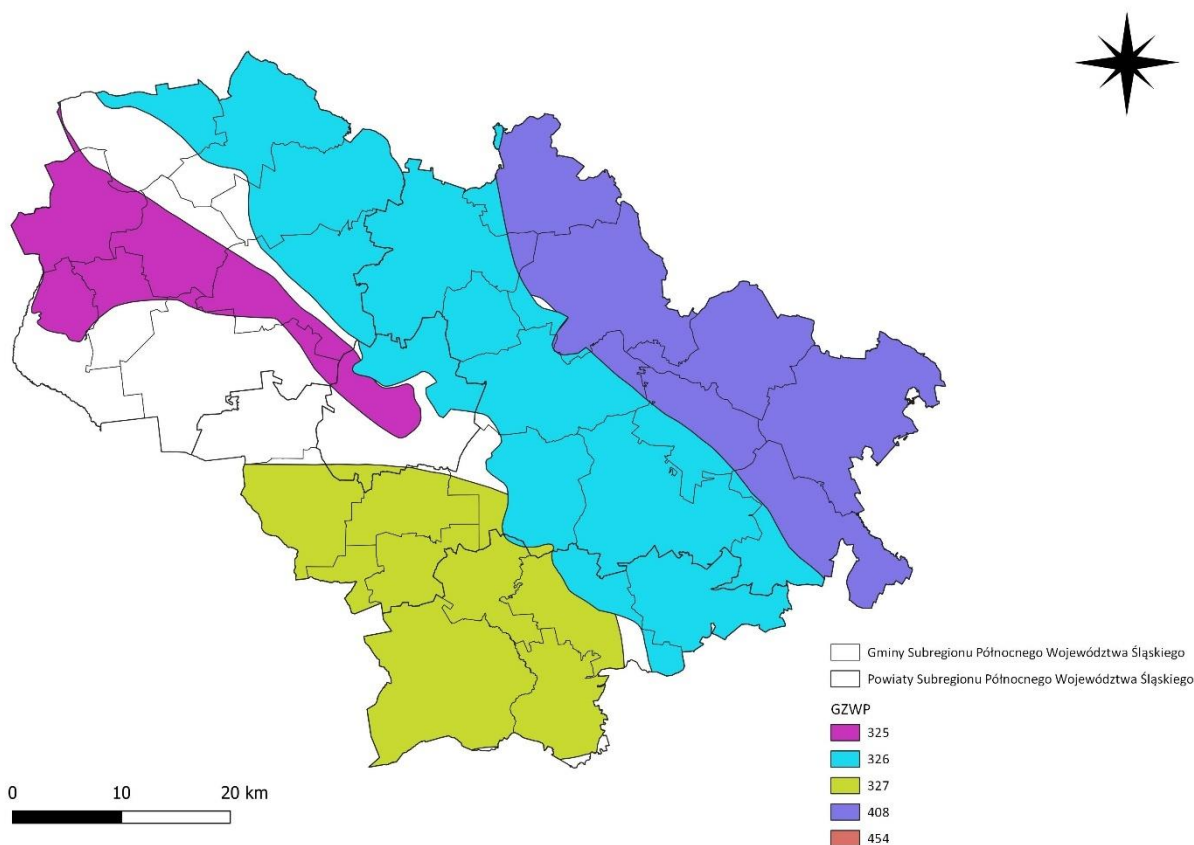 Gminy Subregionu Północnego Województwa Śląskiego
Powiaty Subregionu Północnego Województwa Śląskiego
GZWP
325
326
327
408
454
0 10 20 km